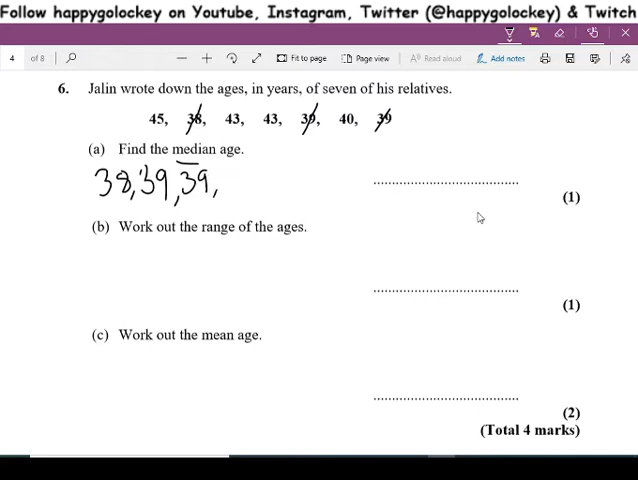 Follow happygolockey on Youtube, Instagram, Twitter (@happygolockey) & Twitch
4 of 8 Fit to page Page view Read aloud Add notes
6. Jalin wrote down the ages, in years, of seven of his relatives.
45, 38, 43, 43, 39, 40, 39
(a) Find the median age.
38, 39, 39,
(1)
(b) Work out the range of the ages.
(1)
(c) Work out the mean age.
(2)
(Total 4 marks)